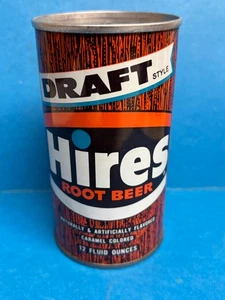 DRAFT STYLE
Hires
ROOT BEER
NATURALLY & ARTIFICIALLY FLAVORED
CARAMEL COLORED
12 FLUID OUNCES